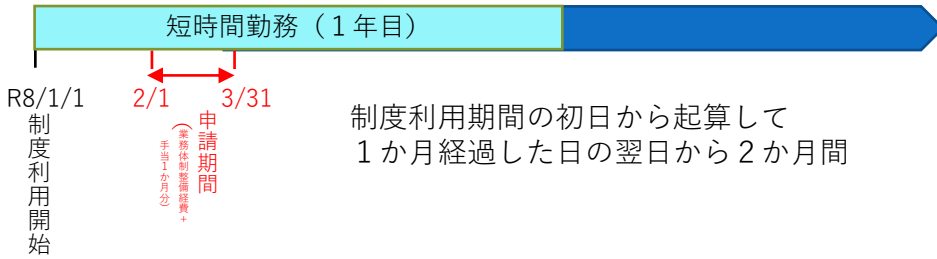 短時間勤務（１年目）
R8/1/1
2/1
3/31
制度利用開始
申請期間
（業務体制整備経費＋
手当１か月分）
制度利用期間の初日から起算して
１か月経過した日の翌日から２か月間